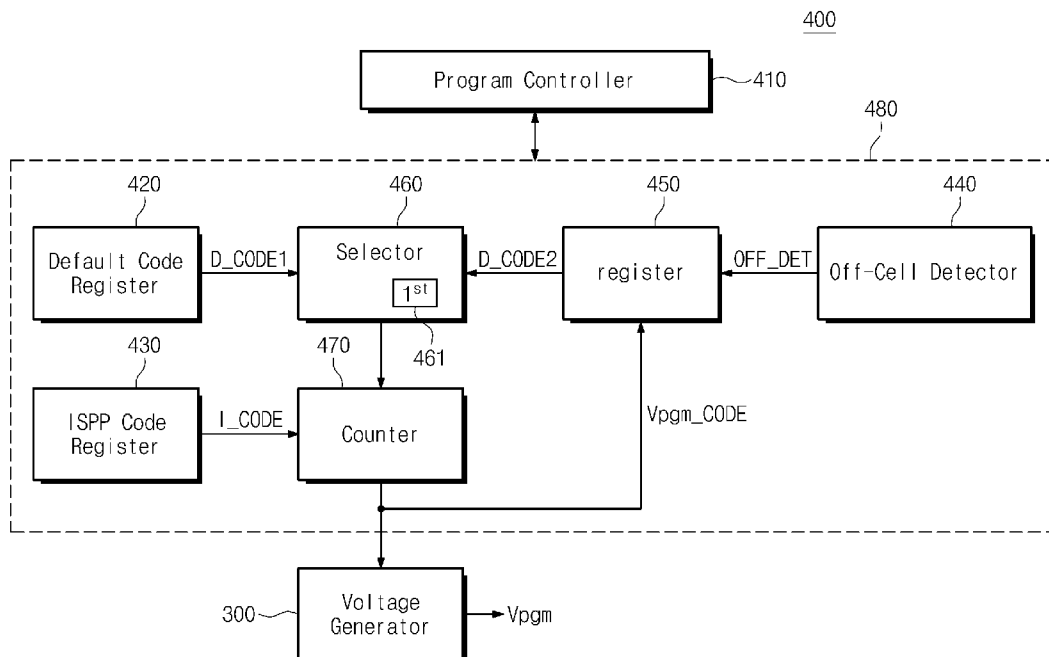 400
Program Controller
410
480
420
460
450
440
Default Code
Register
D_CODE1
Selector
1st
D_CODE2
register
OFF_DET
Off-Cell Detector
461
430
470
ISPP Code
Register
I_CODE
Counter
Vpgm_CODE
300
Voltage
Generator
Vpgm